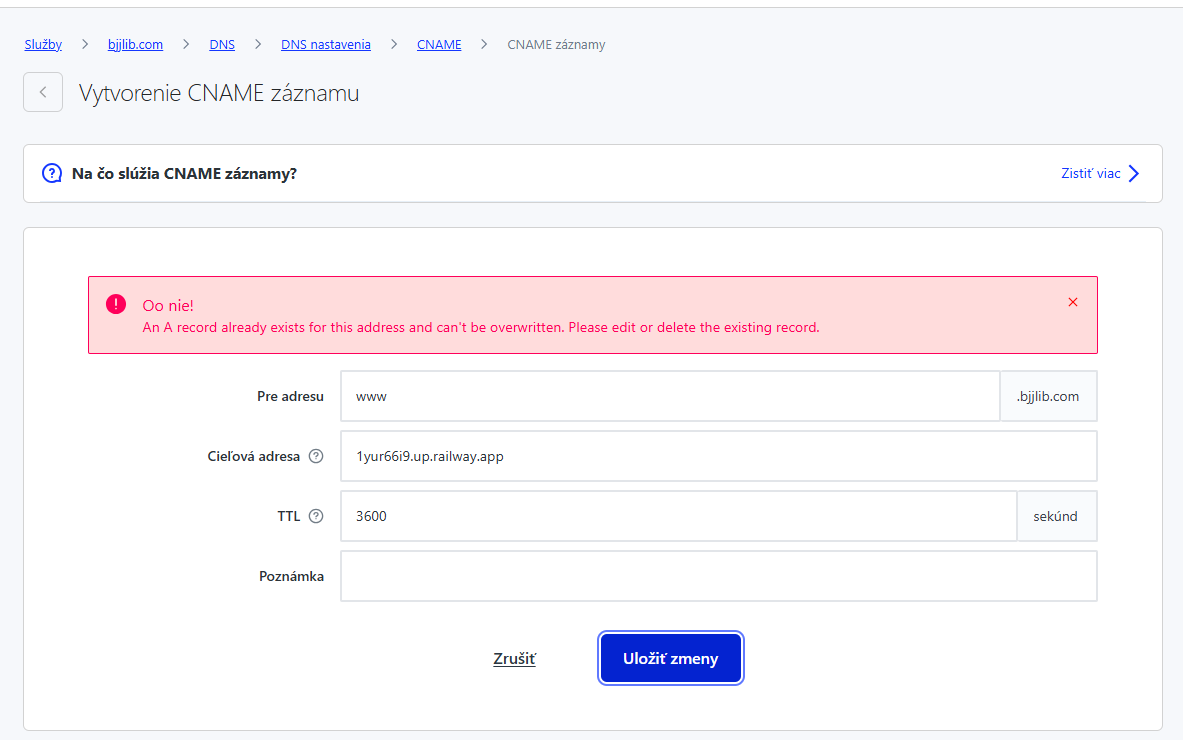 Služby > bjjlib.com > DNS > DNS nastavenia > CNAME > CNAME záznamy
Vytvorenie CNAME záznamu
Na čo slúžia CNAME záznamy? Zistiť viac
Oo nie!
An A record already exists for this address and can't be overwritten. Please edit or delete the existing record.
Pre adresu www .bjjlib.com
Cieľová adresa 1yur66i9.up.railway.app
TTL 3600 sekúnd
Poznámka
Zrušiť Uložiť zmeny